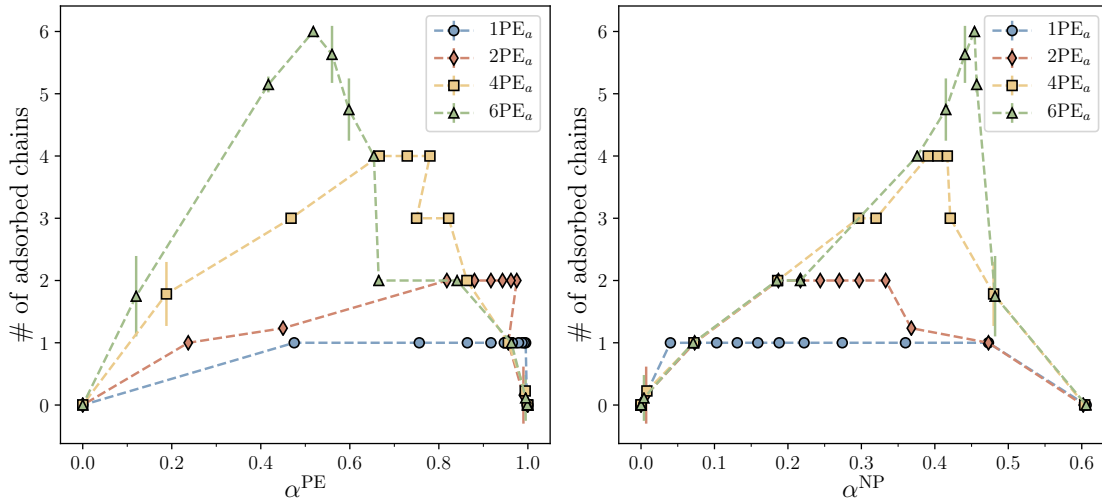 # of adsorbed chains
6
5
4
3
2
1
0
0.0 0.2 0.4 0.6 0.8 1.0
α^PE
1PE_a
2PE_a
4PE_a
6PE_a
# of adsorbed chains
6
5
4
3
2
1
0
0.0 0.1 0.2 0.3 0.4 0.5 0.6
α^NP
1PE_a
2PE_a
4PE_a
6PE_a